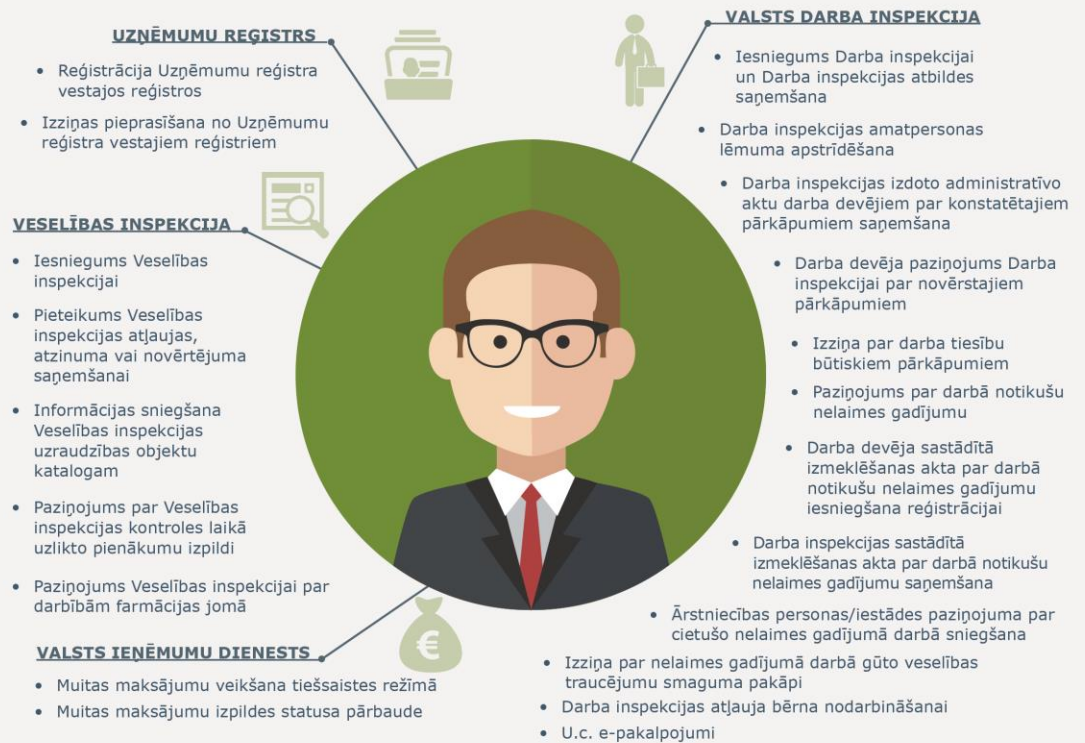 UZŅĒMUMU REĢISTRS
• Reģistrācija Uzņēmumu reģistra
vestajos reģistros
• Izziņas pieprasīšana no Uzņēmumu
reģistra vestajiem reģistriem
VESELĪBAS INSPEKCIJA
• Iesniegums Veselības
inspekcijai
• Pieteikums Veselības
inspekcijas atļaujas,
atzinuma vai novērtējuma
saņemšanai
• Informācijas sniegšana
Veselības inspekcijas
uzraudzības objektu
katalogam
• Paziņojums par Veselības
inspekcijas kontroles laikā
uzlikto pienākumu izpildi
• Paziņojums Veselības inspekcijai par
darbībām farmācijas jomā
VALSTS IEŅĒMUMU DIENESTS
• Muitas maksājumu veikšana tiešsaistes režīmā
• Muitas maksājumu izpildes statusa pārbaude
€
VALSTS DARBA INSPEKCIJA
• Iesniegums Darba inspekcijai
un Darba inspekcijas atbildes
saņemšana
• Darba inspekcijas amatpersonas
lēmuma apstrīdēšana
• Darba inspekcijas izdoto administratīvo
aktu darba devējiem par konstatētajiem
pārkāpumiem saņemšana
• Darba devēja paziņojums Darba
inspekcijai par novērstajiem
pārkāpumiem
• Izziņa par darba tiesību
būtiskiem pārkāpumiem
• Paziņojums par darbā notikušu
nelaimes gadījumu
• Darba devēja sastādītā
izmeklēšanas akta par darbā
notikušu nelaimes gadījumu
iesniegšana reģistrācijai
• Darba inspekcijas sastādītā
izmeklēšanas akta par darbā notikušu
nelaimes gadījumu saņemšana
• Ārstniecības personas/iestādes paziņojuma par
cietušo nelaimes gadījumā darbā sniegšana
• Izziņa par nelaimes gadījumā darbā gūto veselības
traucējumu smaguma pakāpi
• Darba inspekcijas atļauja bērna nodarbināšanai
• U.c. e-pakalpojumi